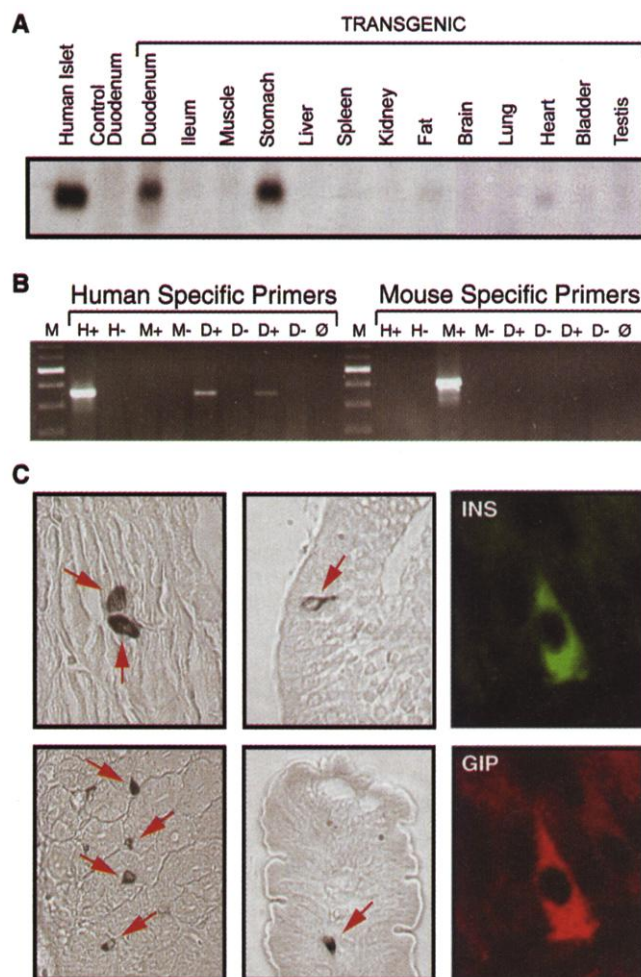 A
TRANSGENIC
Human Islet
Control Duodenum
Duodenum
Ileum
Muscle
Stomach
Liver
Spleen
Kidney
Fat
Brain
Lung
Heart
Bladder
Testis
B
Human Specific Primers Mouse Specific Primers
M H+ H- M+ M- D+ D- D+ D- Ø M H+ H- M+ M- D+ D- D+ D- Ø
C
INS
GIP